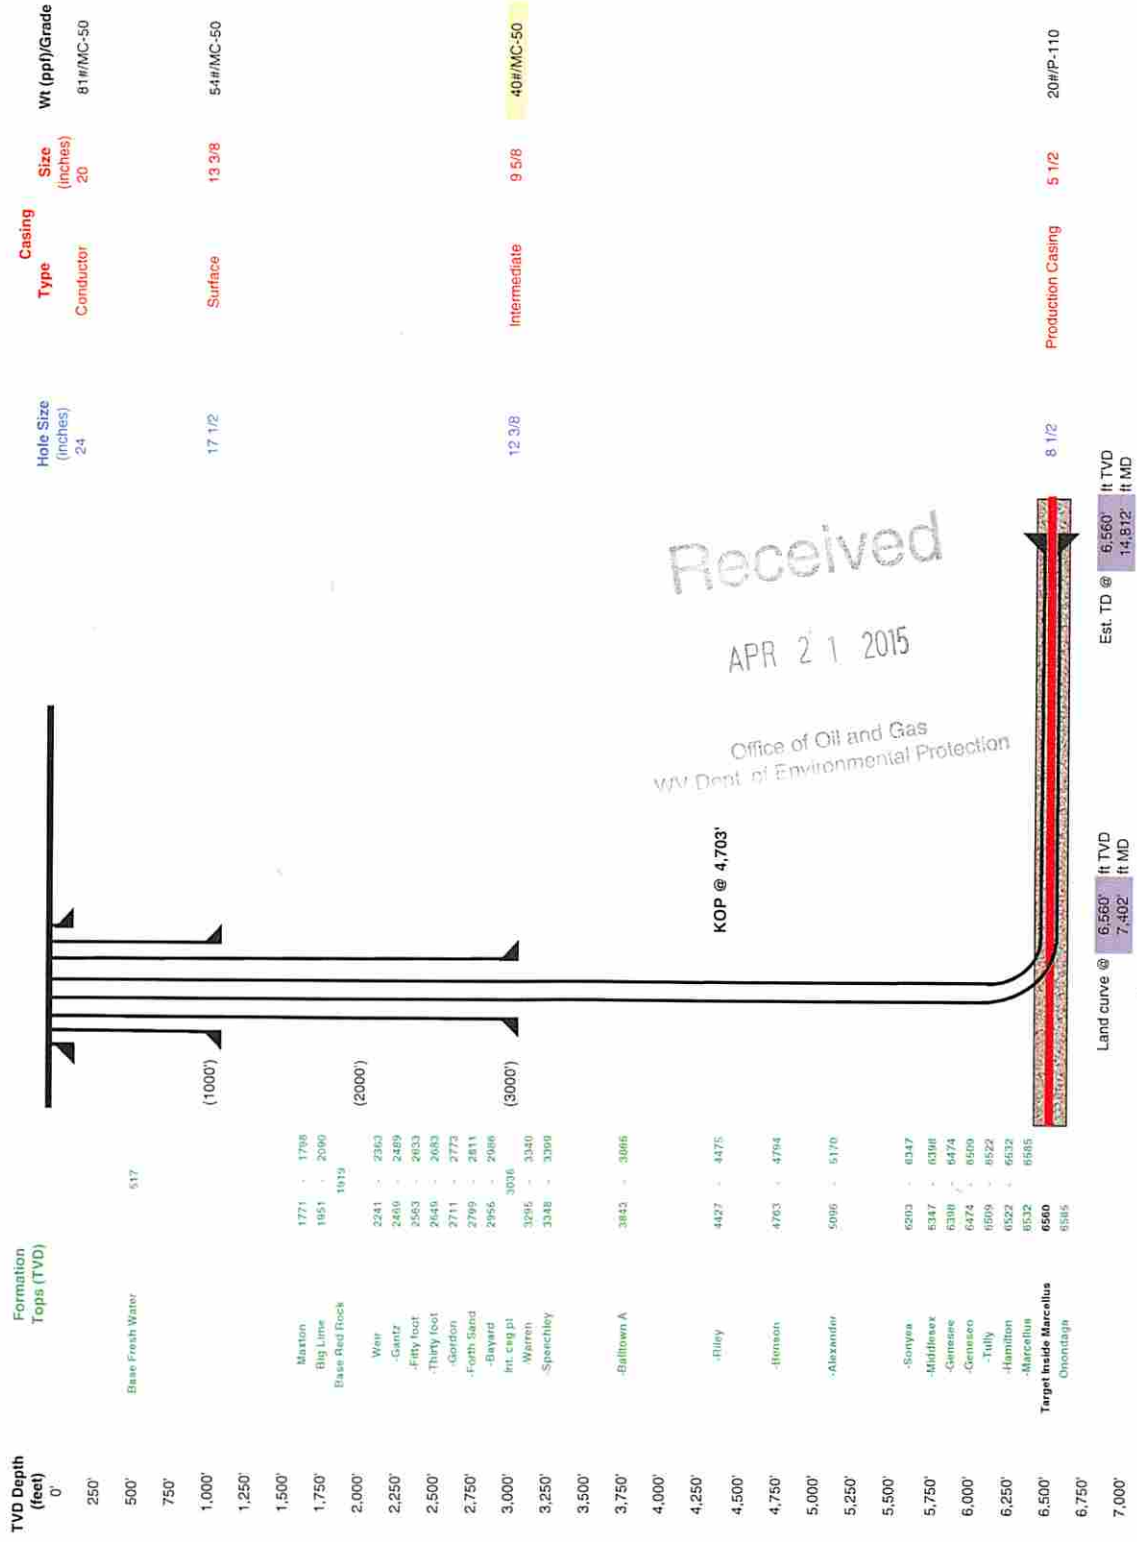 TVD Depth
(feet)
Formation
Tops (TVD)
Hole Size
(inches)
Casing
Type
Size
(inches)
Wt (ppf)/Grade
0'
24
Conductor
20
81#/MC-50
250'
500'
Base Fresh Water 517
750'
1,000'
(1000')
17 1/2
Surface
13 3/8
54#/MC-50
1,250'
1,500'
Maxton 1771 - 1798
1,750'
Big Lime 1951 - 2090
Base Red Rock 1919
2,000'
(2000')
Weir 2241 - 2363
2,250'
-Gantz 2469 - 2489
-Fifty foot 2563 - 2633
2,500'
-Thirty foot 2649 - 2683
-Gordon 2711 - 2773
2,750'
-Forth Sand 2799 - 2811
-Bayard 2956 - 2986
3,000'
Int. csg pt 3036
(3000')
12 3/8
Intermediate
9 5/8
40#/MC-50
-Warren 3295 - 3340
3,250'
-Speechley 3348 - 3399
3,500'
3,750'
-Balltown A 3843 -
4,000'
4,250'
-Riley 4427 - 4475
4,500'
KOP @ 4,703'
4,750'
-Benson 4763 - 4794
5,000'
-Alexander 5096 - 5170
5,250'
5,500'
-Sonyea 6203 - 6347
5,750'
-Middlesex 6347 - 6398
-Genesee 6398 - 6474
6,000'
-Geneseo 6474 - 6509
-Tully 6509 - 6522
6,250'
-Hamilton 6522 - 6532
-Marcellus 6532 - 6585
6,500'
Target Inside Marcellus 6560
8 1/2
Production Casing
5 1/2
20#/P-110
Onondaga 6585
6,750'
7,000'
Land curve @ 6,560' ft TVD
7,402' ft MD
Est. TD @ 6,560' ft TVD
14,812' ft MD
Received
APR 21 2015
Office of Oil and Gas
WV Dept. of Environmental Protection